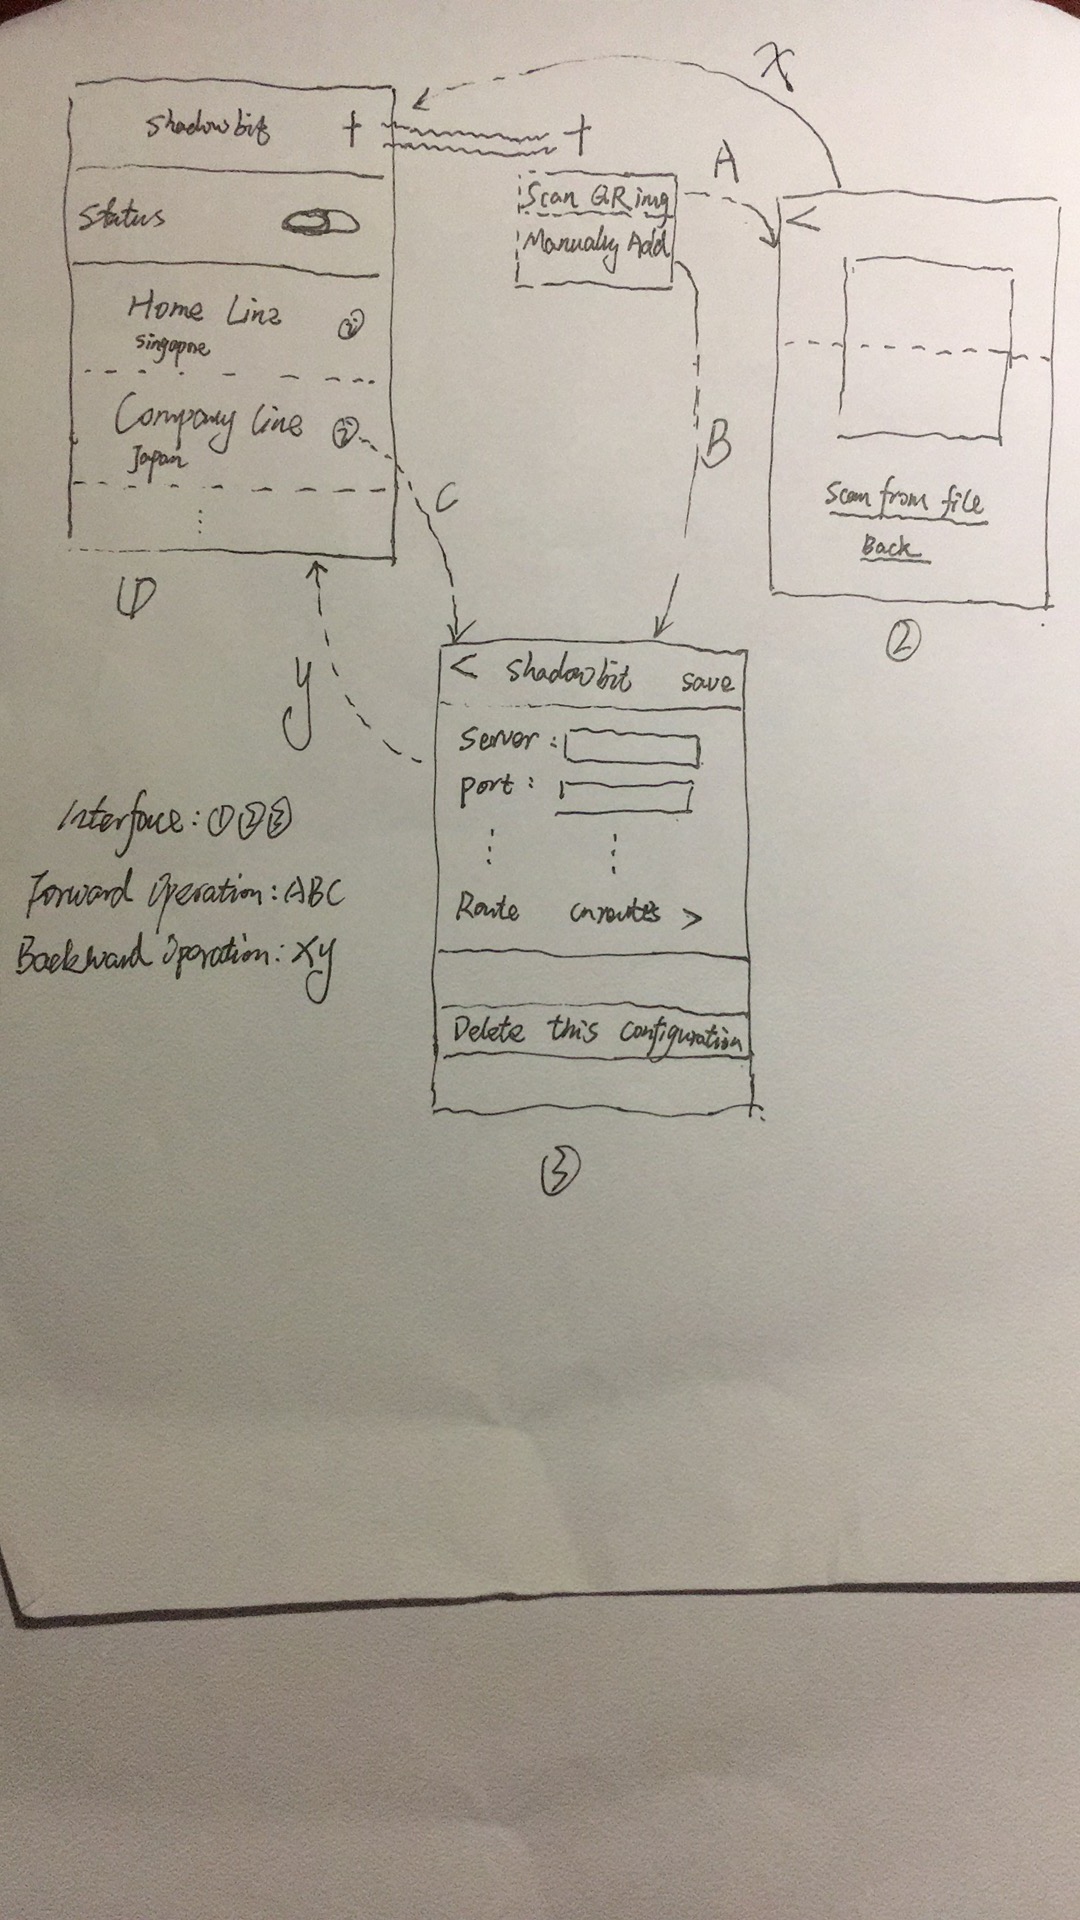 Shadowbit +
+
Status
Home Line
Singapore
i
Company Line
Japan
i
①
Scan QR img
Manually Add
A
B
C
X
y
<
Scan from file
Back
②
< Shadowbit save
Server :
port :
Route cnroutes >
Delete this configuration
③
Interface: ①②③
Forward Operation: ABC
Backward Operation: xy